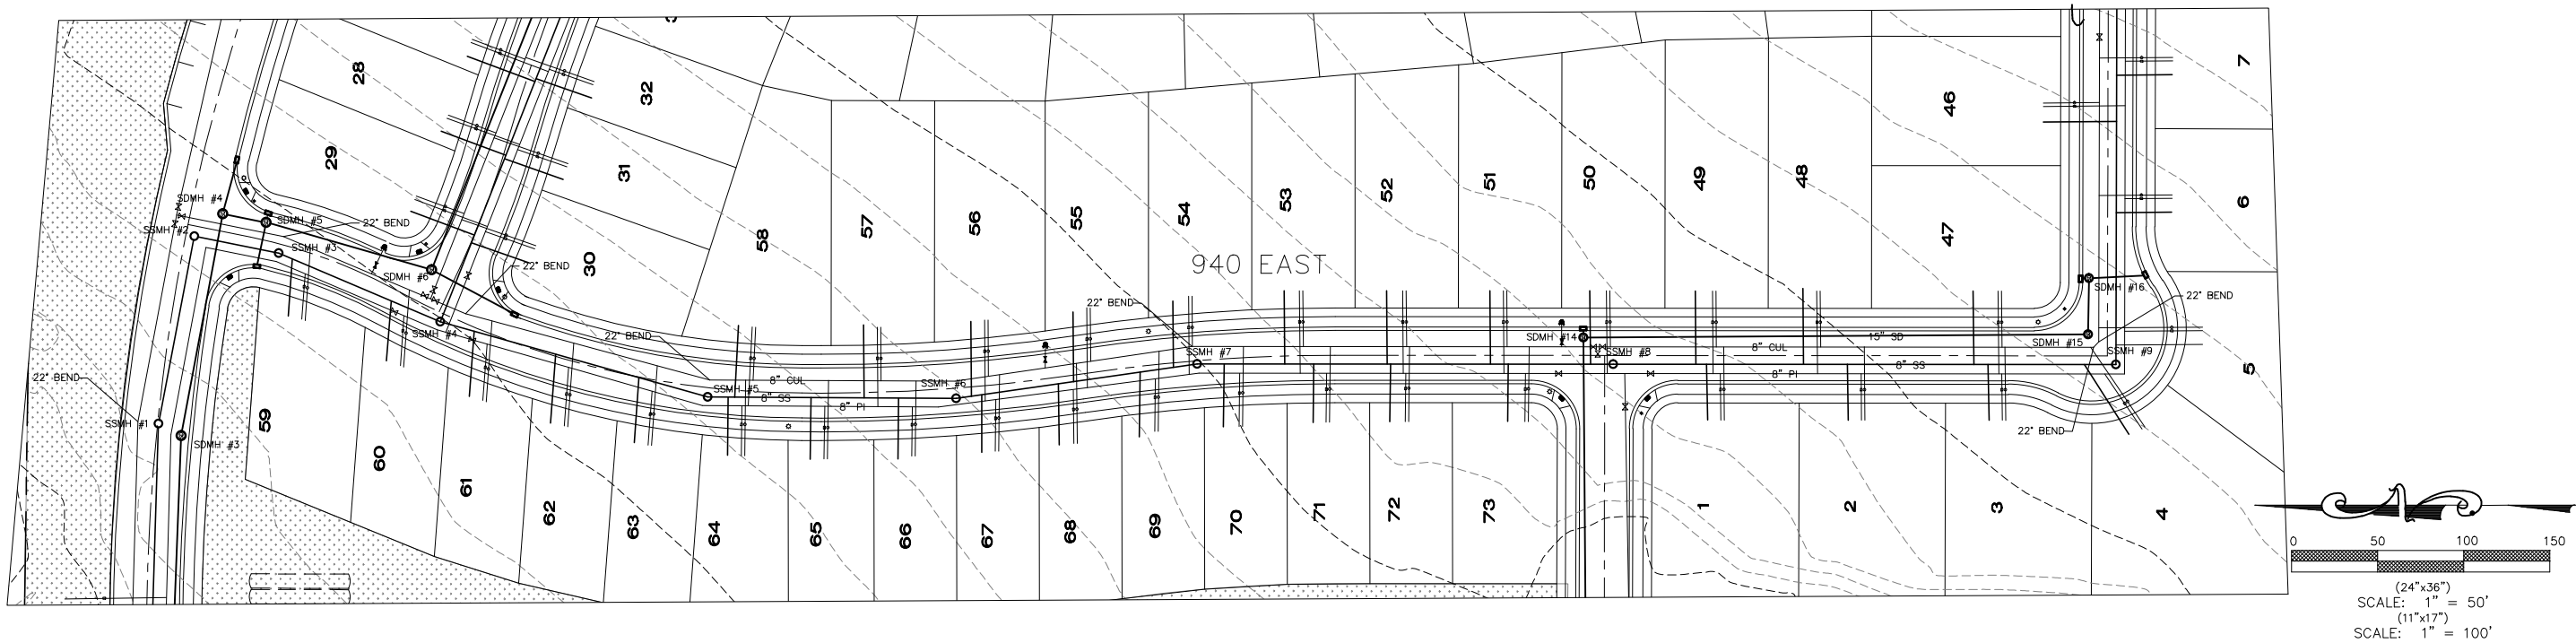 28
29
32
31
30
58
57
56
55
54
53
52
51
50
49
48
46
47
7
6
5
940 EAST
SDMH #4
SDMH #5
22° BEND
SSMH #2
SSMH #3
SDMH #6
22° BEND
SSMH #4
22° BEND
22° BEND
SSMH #7
SDMH #14
SSMH #8
8" CUL
15" SD
SDMH #16
22° BEND
SDMH #15
SSMH #9
8" SS
8" PI
22° BEND
22° BEND
SSMH #1
SDMH #3
8" CUL
SSMH #5
8" SS
8" PI
SSMH #6
59
60
61
62
63
64
65
66
67
68
69
70
71
72
73
1
2
3
4
0 50 100 150
(24"x36")
SCALE: 1" = 50'
(11"x17")
SCALE: 1" = 100'